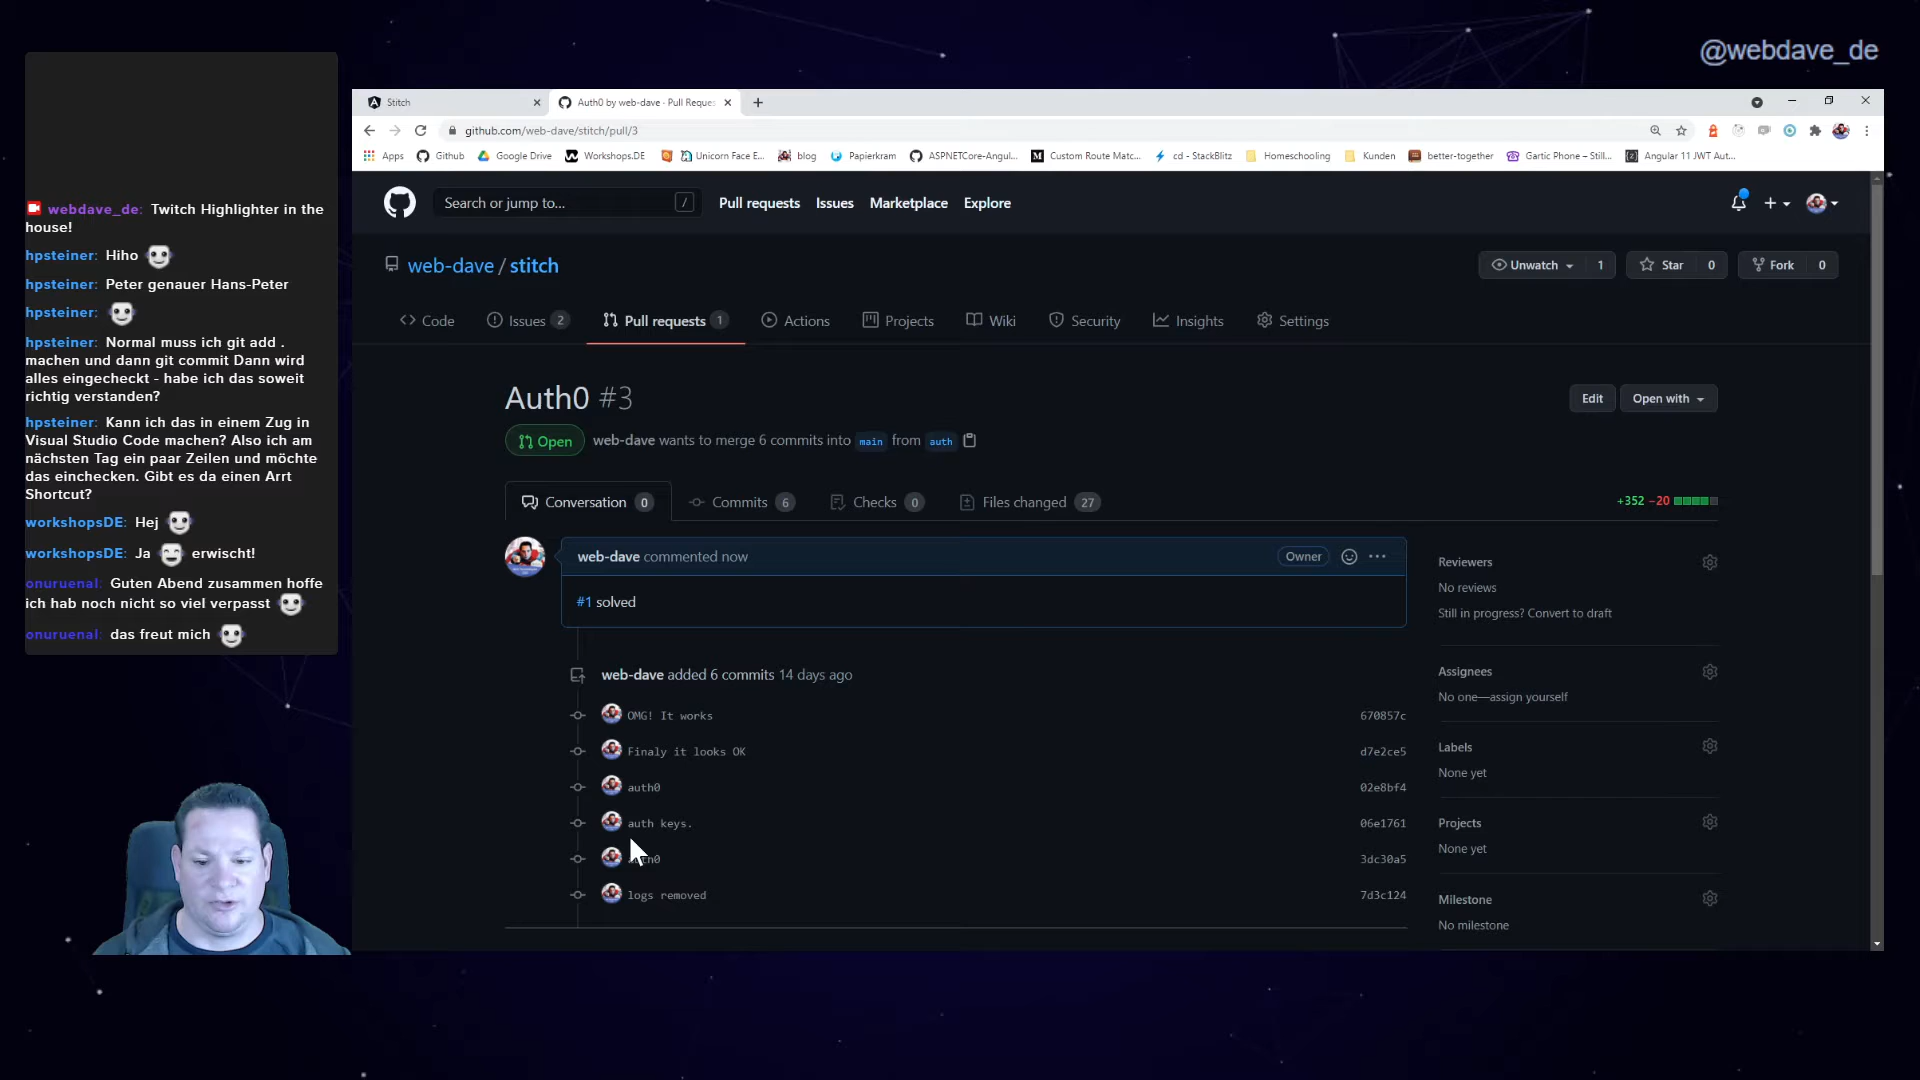 @webdave_de
webdave_de: Twitch Highlighter in the
house!
hpsteiner: Hiho
hpsteiner: Peter genauer Hans-Peter
hpsteiner:
hpsteiner: Normal muss ich git add .
machen und dann git commit Dann wird
alles eingecheckt - habe ich das soweit
richtig verstanden?
hpsteiner: Kann ich das in einem Zug in
Visual Studio Code machen? Also ich am
nächsten Tag ein paar Zeilen und möchte
das einchecken. Gibt es da einen Arrt
Shortcut?
workshopsDE: Hej
workshopsDE: Ja erwischt!
onuruenal: Guten Abend zusammen hoffe
ich hab noch nicht so viel verpasst
onuruenal: das freut mich
Stitch
Auth0 by web-dave · Pull Reques
github.com/web-dave/stitch/pull/3
Apps Github Google Drive Workshops.DE Unicorn Face E... blog Papierkram ASPNETCore-Angul... Custom Route Matc... cd - StackBlitz Homeschooling Kunden better-together Gartic Phone – Still... Angular 11 JWT Aut...
Search or jump to... /
Pull requests Issues Marketplace Explore
web-dave / stitch
Unwatch 1 Star 0 Fork 0
Code Issues 2 Pull requests 1 Actions Projects Wiki Security Insights Settings
Auth0 #3
Edit Open with
Open web-dave wants to merge 6 commits into main from auth
Conversation 0 Commits 6 Checks 0 Files changed 27
+352 −20
web-dave commented now
Owner
#1 solved
web-dave added 6 commits 14 days ago
OMG! It works 670857c
Finaly it looks OK d7e2ce5
auth0 02e8bf4
auth keys. 06e1761
auth0 3dc30a5
logs removed 7d3c124
Reviewers
No reviews
Still in progress? Convert to draft
Assignees
No one—assign yourself
Labels
None yet
Projects
None yet
Milestone
No milestone